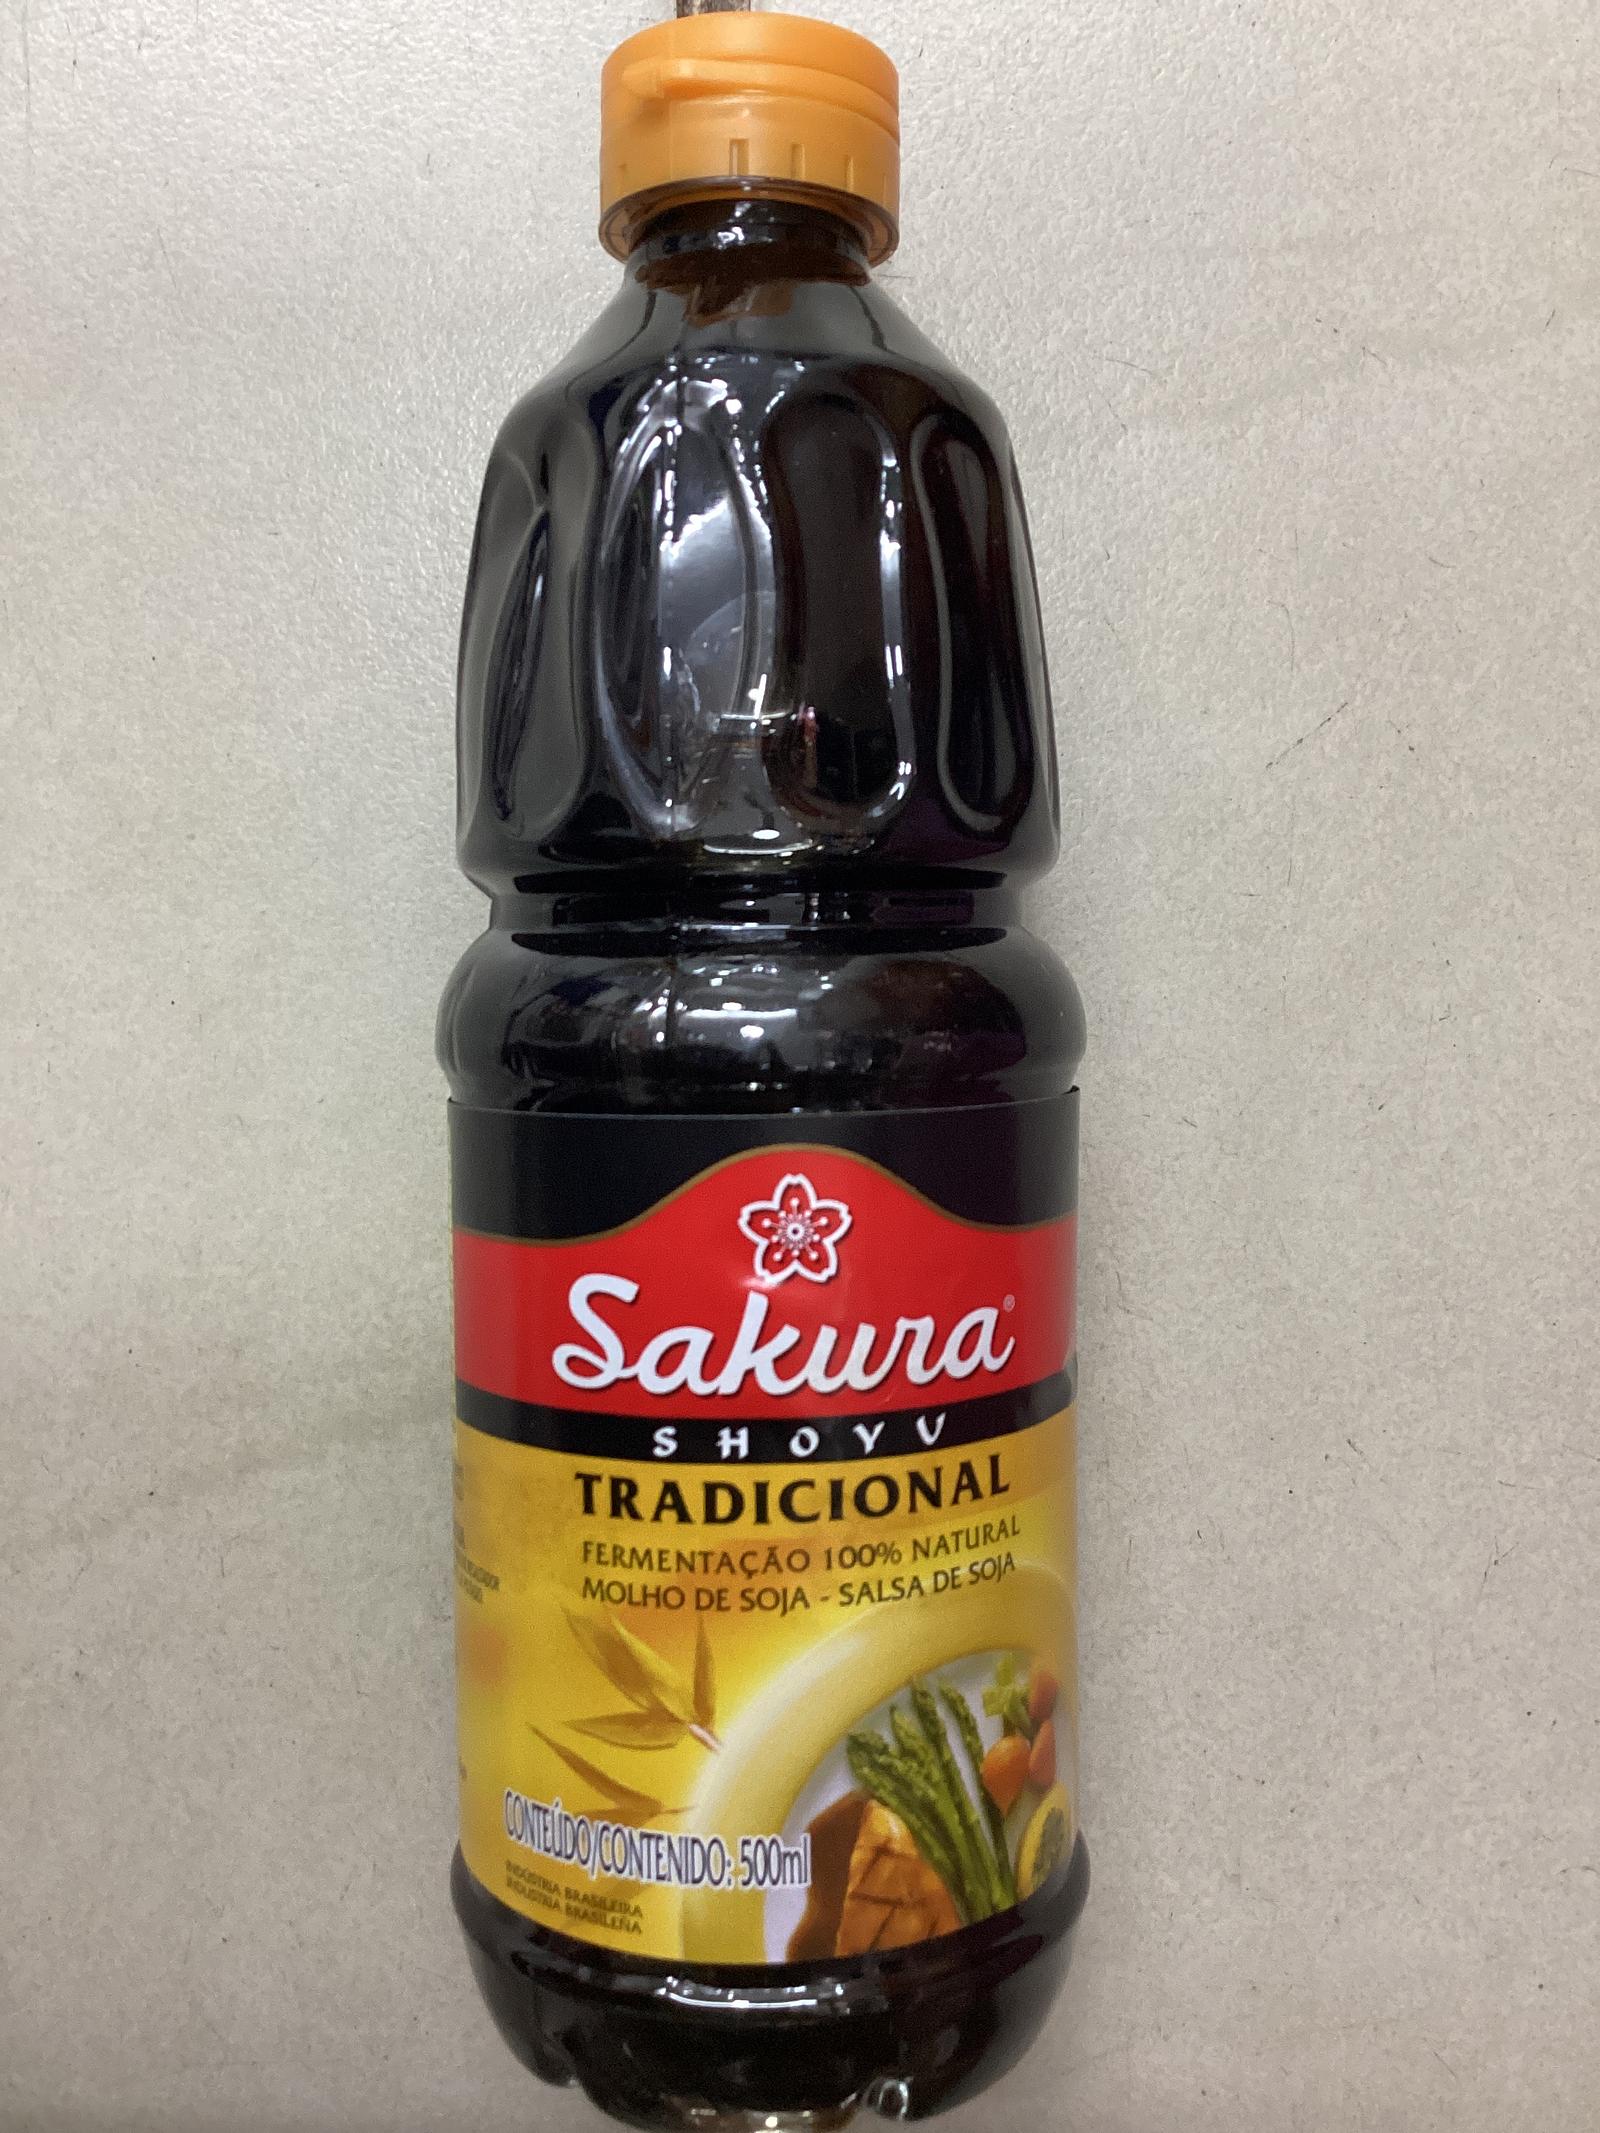 Sakura®
SHOYU
TRADICIONAL
FERMENTAÇÃO 100% NATURAL
MOLHO DE SOJA - SALSA DE SOJA
CONTEÚDO/CONTENIDO: 500ml
INDÚSTRIA BRASILEIRA
INDUSTRIA BRASILEÑA